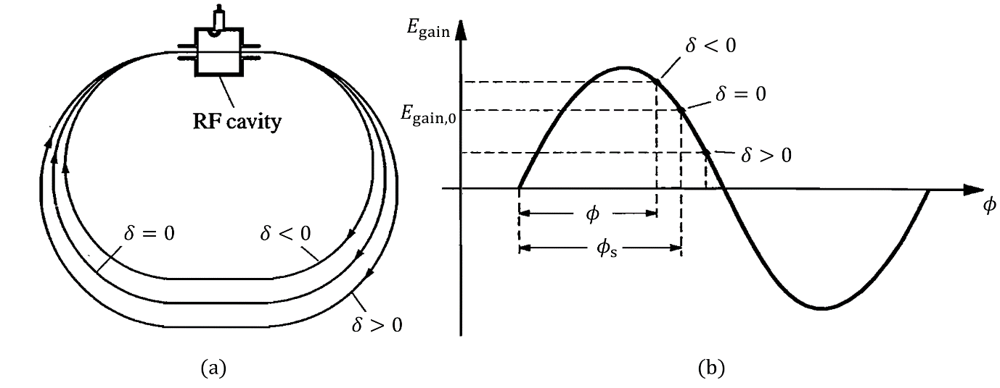 RF cavity
δ = 0
δ < 0
δ > 0
(a)
E_gain
δ < 0
δ = 0
E_gain,0
δ > 0
ϕ
ϕ
ϕ_s
(b)